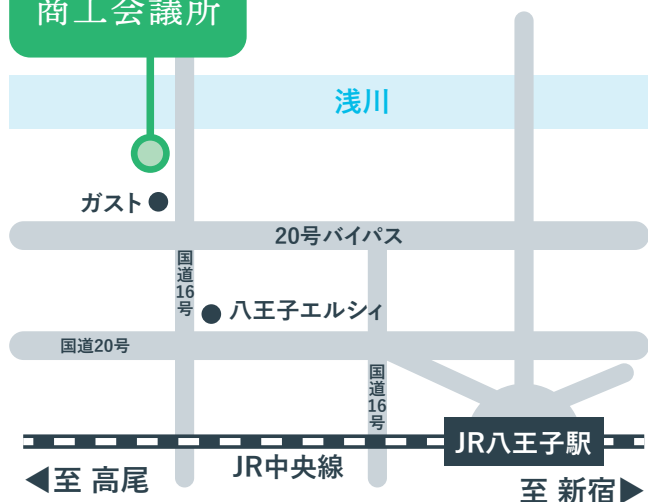 商工会議所
浅川
ガスト
20号バイパス
国道16号
八王子エルシィ
国道20号
国道16号
JR八王子駅
JR中央線
◀至 高尾
至 新宿▶